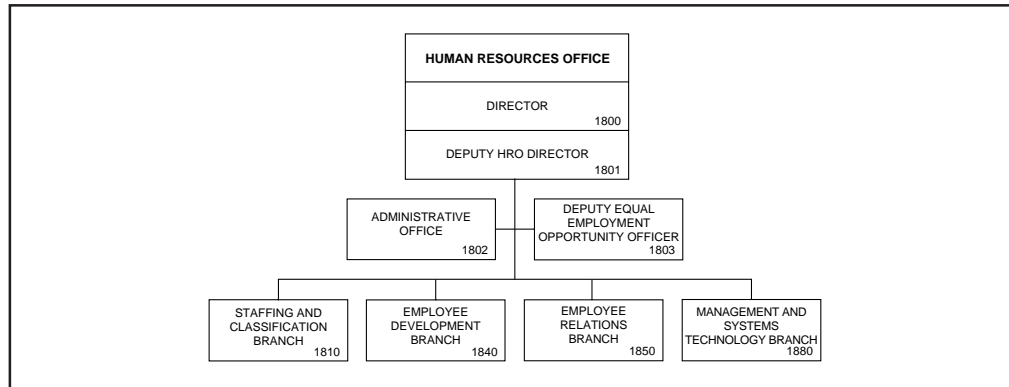 HUMAN RESOURCES OFFICE
DIRECTOR
1800
DEPUTY HRO DIRECTOR
1801
ADMINISTRATIVE
OFFICE
1802
DEPUTY EQUAL
EMPLOYMENT
OPPORTUNITY OFFICER
1803
STAFFING AND
CLASSIFICATION
BRANCH
1810
EMPLOYEE
DEVELOPMENT
BRANCH
1840
EMPLOYEE
RELATIONS
BRANCH
1850
MANAGEMENT AND
SYSTEMS
TECHNOLOGY BRANCH
1880